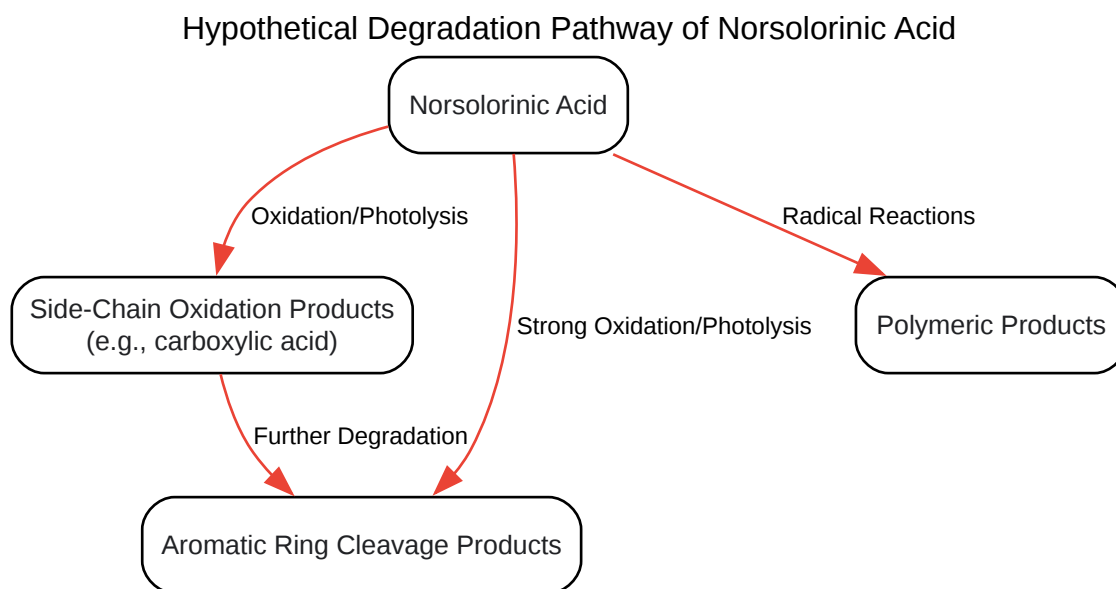 Hypothetical Degradation Pathway of Norsolorinic Acid
Norsolorinic Acid
Oxidation/Photolysis
Radical Reactions
Side-Chain Oxidation Products
(e.g., carboxylic acid)
Strong Oxidation/Photolysis
Polymeric Products
Further Degradation
Aromatic Ring Cleavage Products